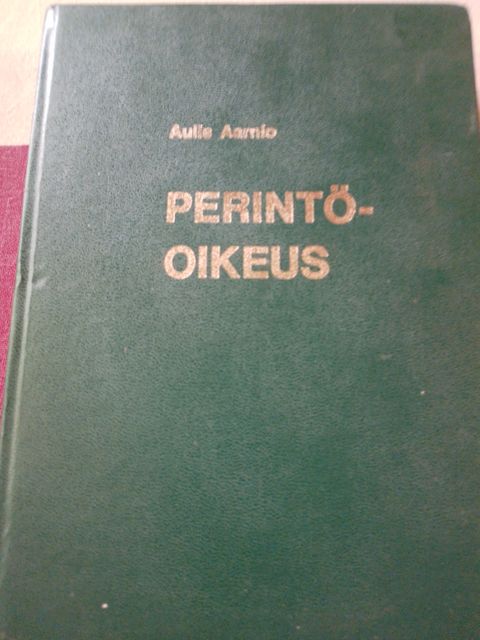 Aulis Aarnio
PERINTÖ-
OIKEUS